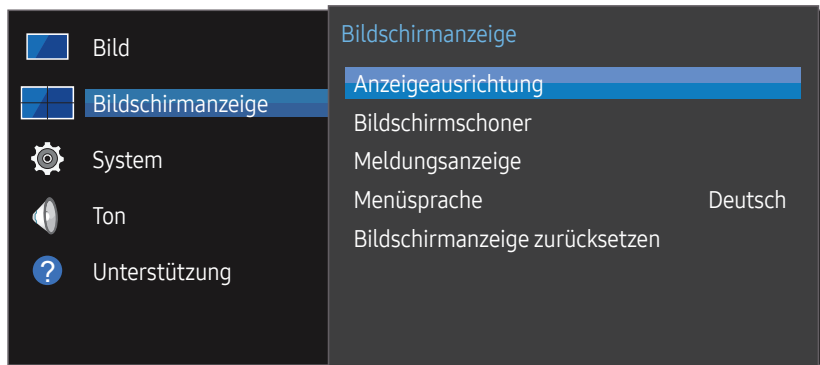 Bild
Bildschirmanzeige
System
Ton
?
Unterstützung
Bildschirmanzeige
Anzeigeausrichtung
Bildschirmschoner
Meldungsanzeige
Menüsprache Deutsch
Bildschirmanzeige zurücksetzen